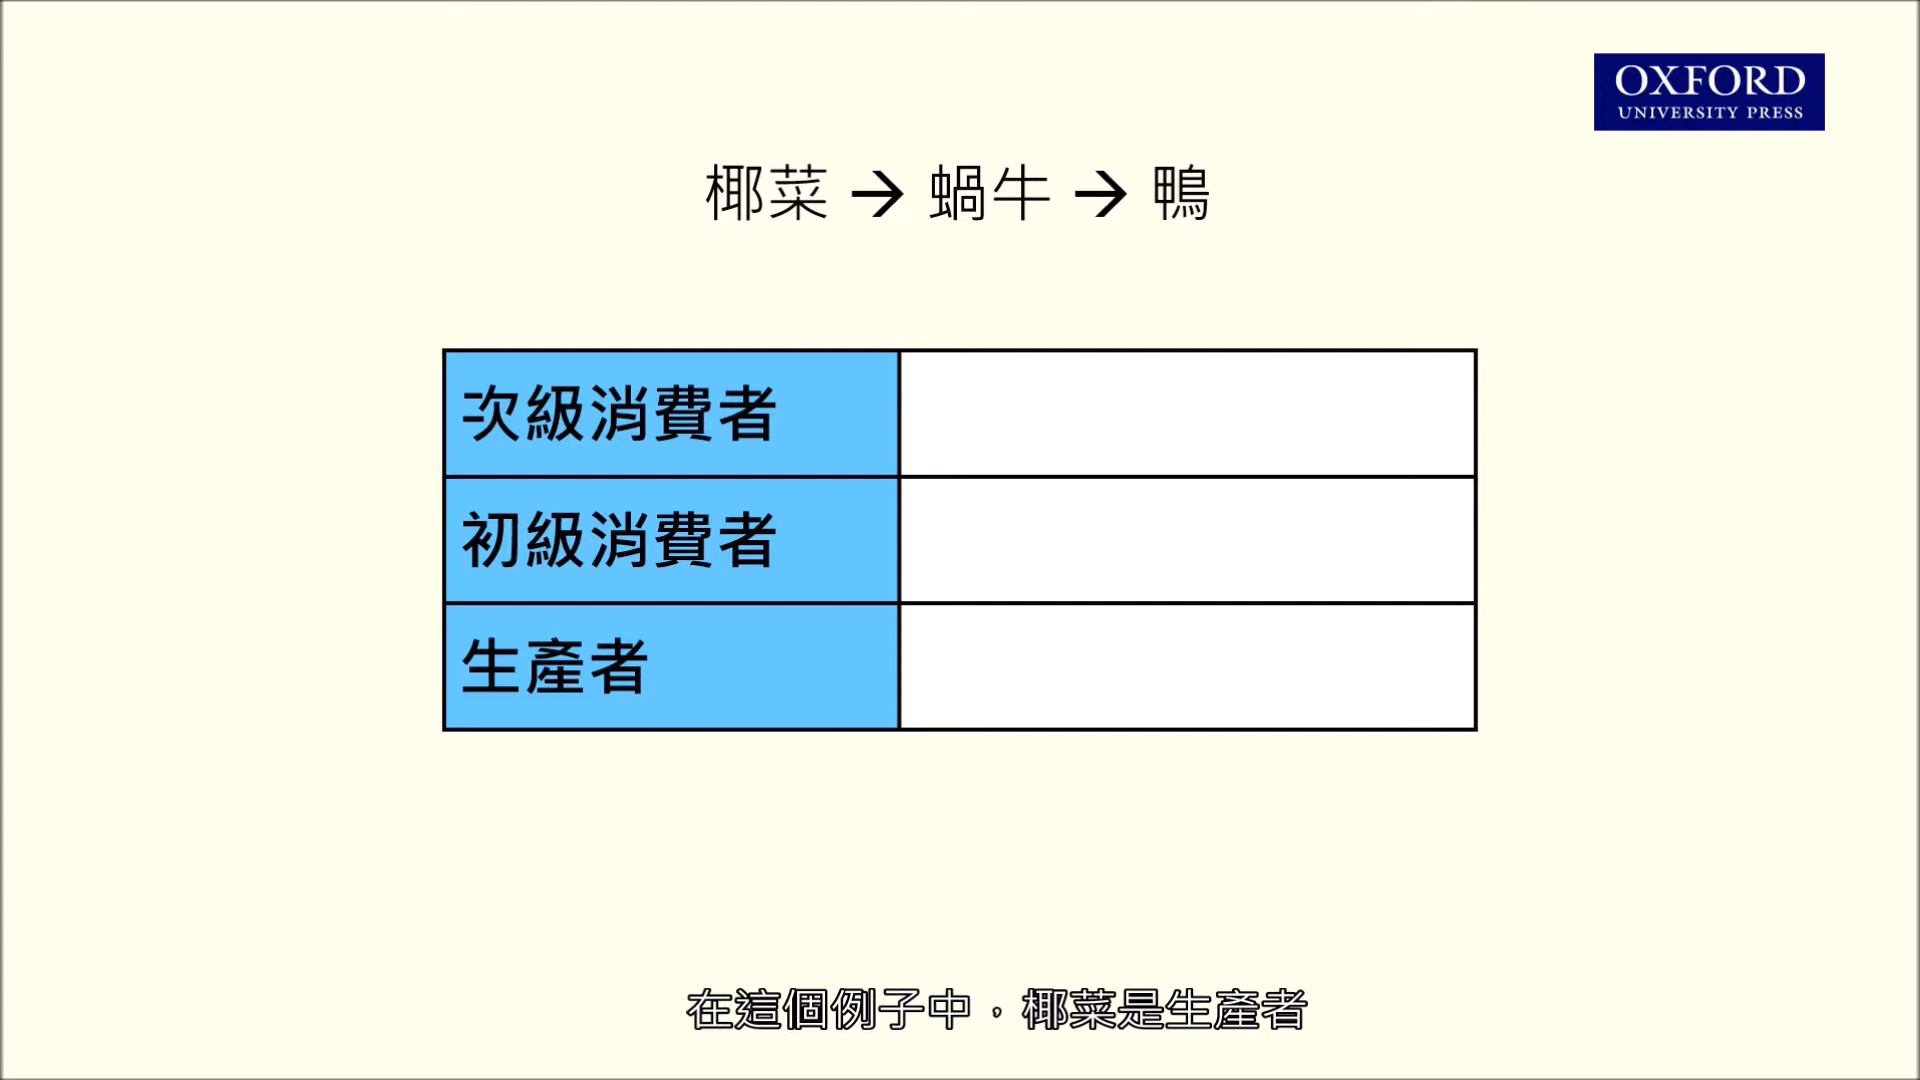 OXFORD
UNIVERSITY PRESS
椰菜 → 蝸牛 → 鴨
次級消費者
初級消費者
生產者
在這個例子中，椰菜是生產者